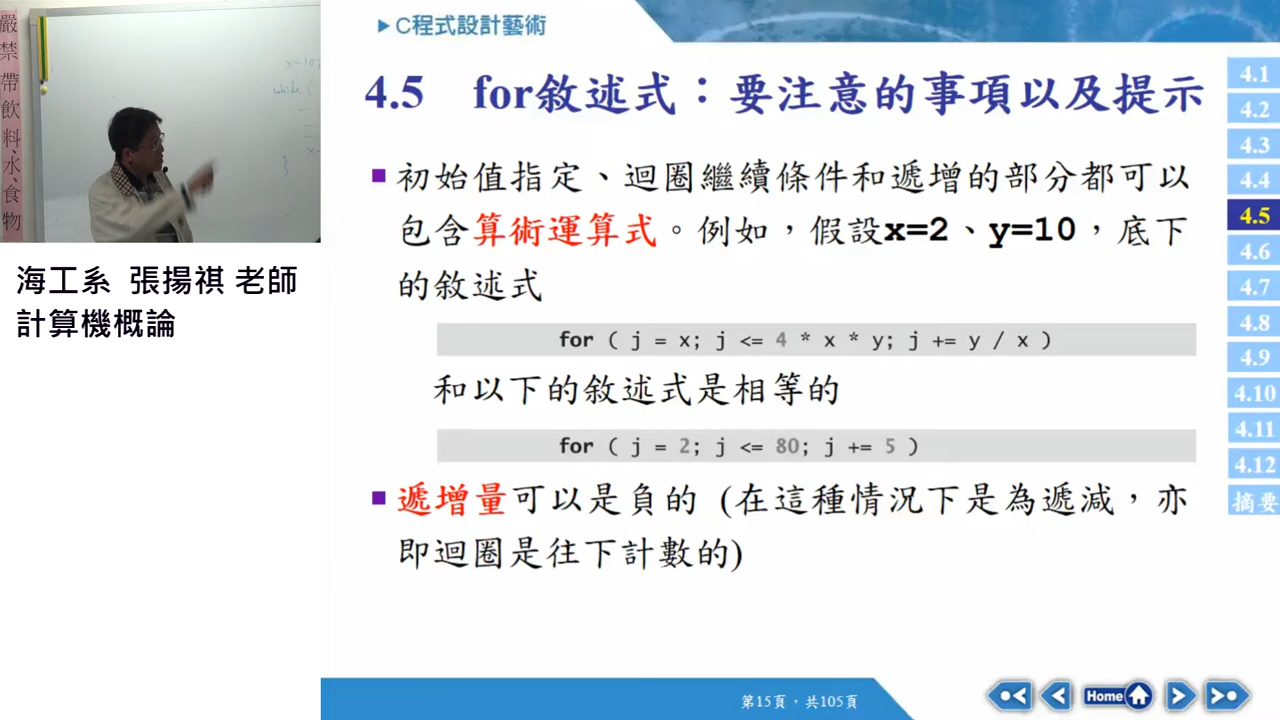 嚴禁帶飲料、水、食物
x=10
while (
x-
}
海工系 張揚祺 老師
計算機概論
C程式設計藝術
4.5 for敘述式：要注意的事項以及提示
初始值指定、迴圈繼續條件和遞增的部分都可以
包含算術運算式。例如，假設x=2、y=10，底下
的敘述式
for ( j = x; j <= 4 * x * y; j += y / x )
和以下的敘述式是相等的
for ( j = 2; j <= 80; j += 5 )
遞增量可以是負的 (在這種情況下是為遞減，亦
即迴圈是往下計數的)
4.1
4.2
4.3
4.4
4.5
4.6
4.7
4.8
4.9
4.10
4.11
4.12
摘要
第15頁，共105頁
Home